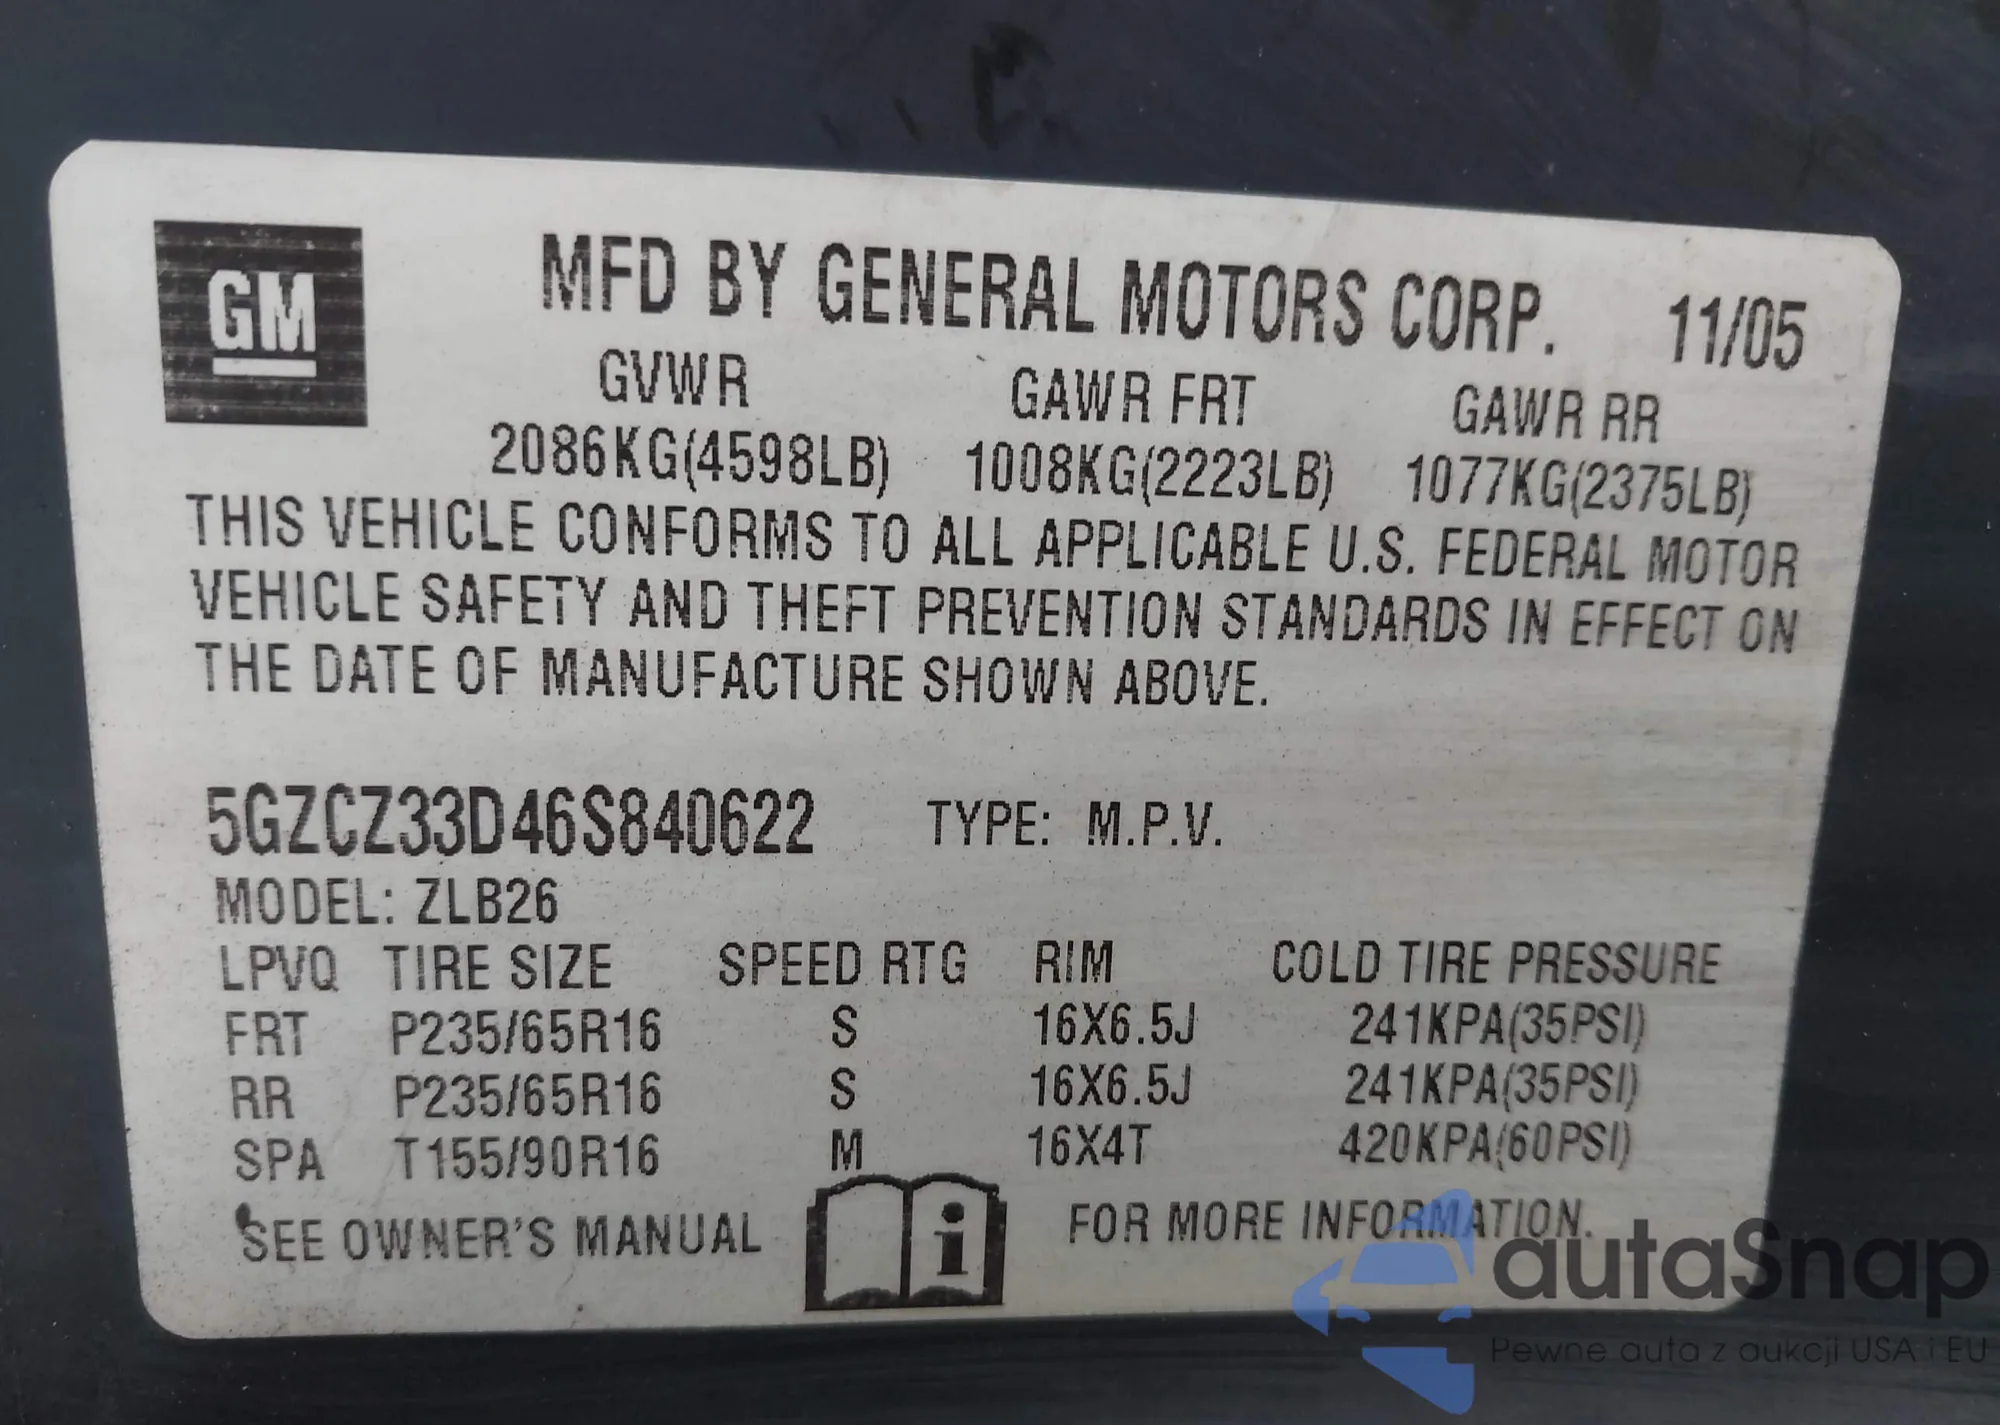 GM
MFD BY GENERAL MOTORS CORP. 11/05
GVWR GAWR FRT GAWR RR
2086KG(4598LB) 1008KG(2223LB) 1077KG(2375LB)
THIS VEHICLE CONFORMS TO ALL APPLICABLE U.S. FEDERAL MOTOR
VEHICLE SAFETY AND THEFT PREVENTION STANDARDS IN EFFECT ON
THE DATE OF MANUFACTURE SHOWN ABOVE.
5GZCZ33D46S840622 TYPE: M.P.V.
MODEL: ZLB26
LPVQ TIRE SIZE SPEED RTG RIM COLD TIRE PRESSURE
FRT P235/65R16 S 16X6.5J 241KPA(35PSI)
RR P235/65R16 S 16X6.5J 241KPA(35PSI)
SPA T155/90R16 M 16X4T 420KPA(60PSI)
SEE OWNER'S MANUAL i FOR MORE INFORMATION.
autaSnap
Pewne auta z aukcji USA i EU